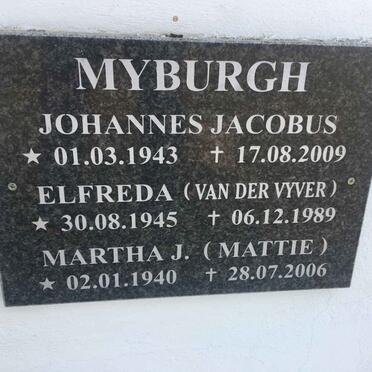 MYBURGH
JOHANNES JACOBUS
★ 01.03.1943 † 17.08.2009
ELFREDA (VAN DER VYVER)
★ 30.08.1945 † 06.12.1989
MARTHA J. (MATTIE)
★ 02.01.1940 † 28.07.2006